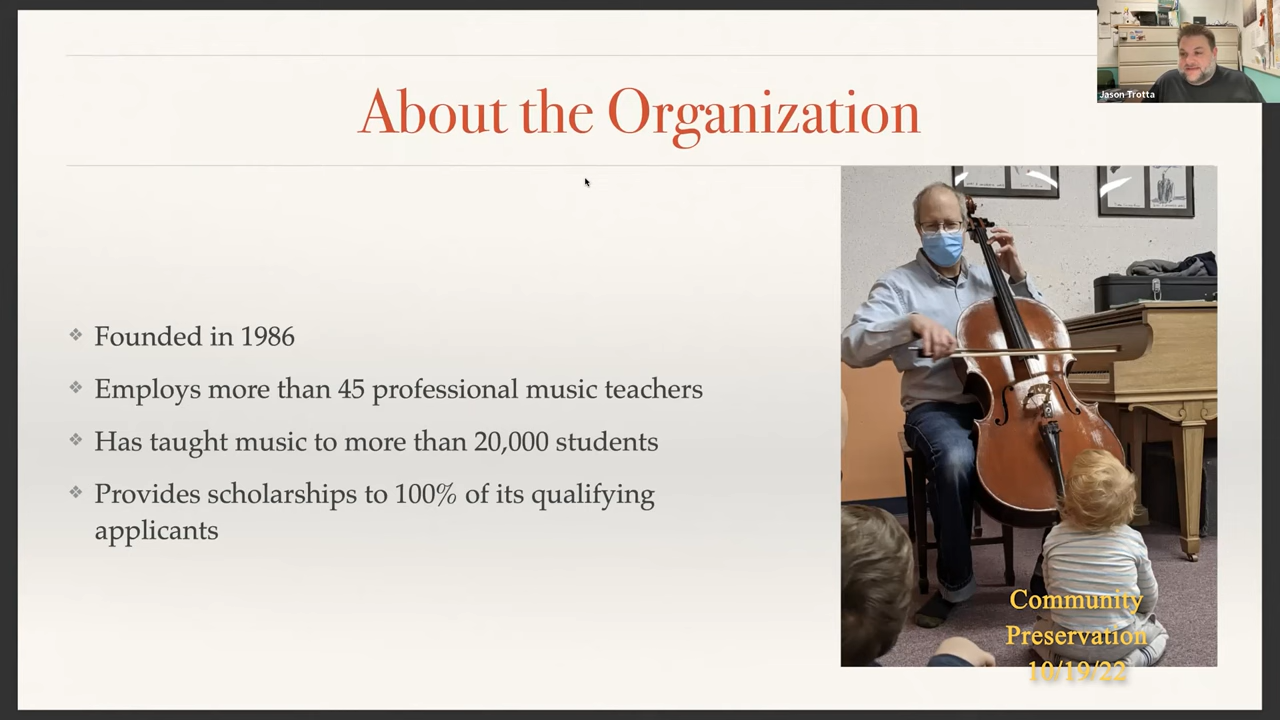 Jason Trotta
About the Organization
Founded in 1986
Employs more than 45 professional music teachers
Has taught music to more than 20,000 students
Provides scholarships to 100% of its qualifying
applicants
Community
Preservation
10/19/22